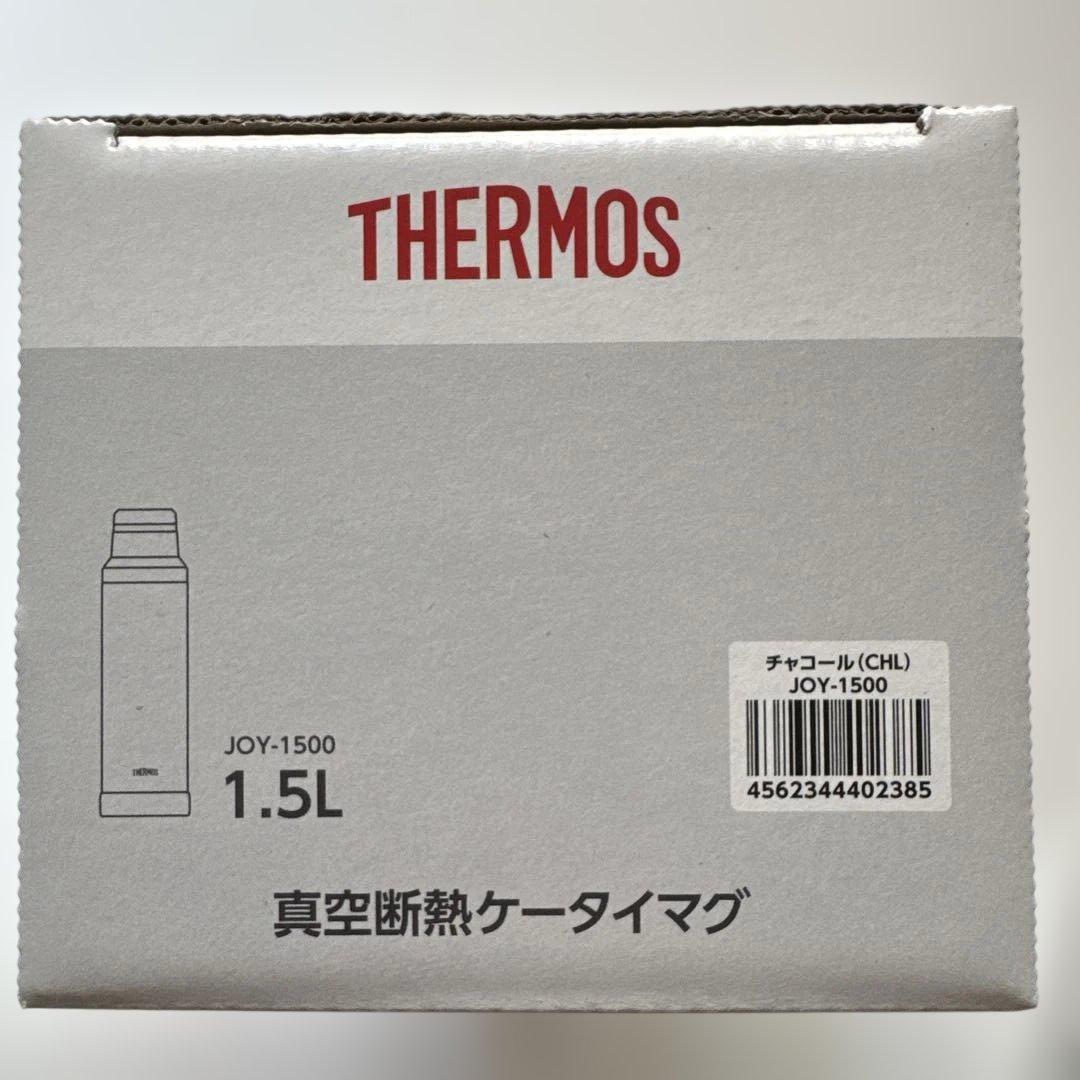 THERMOS
チャコール(CHL)
JOY-1500
4562344402385
THERMOS
JOY-1500
1.5L
真空断熱ケータイマグ